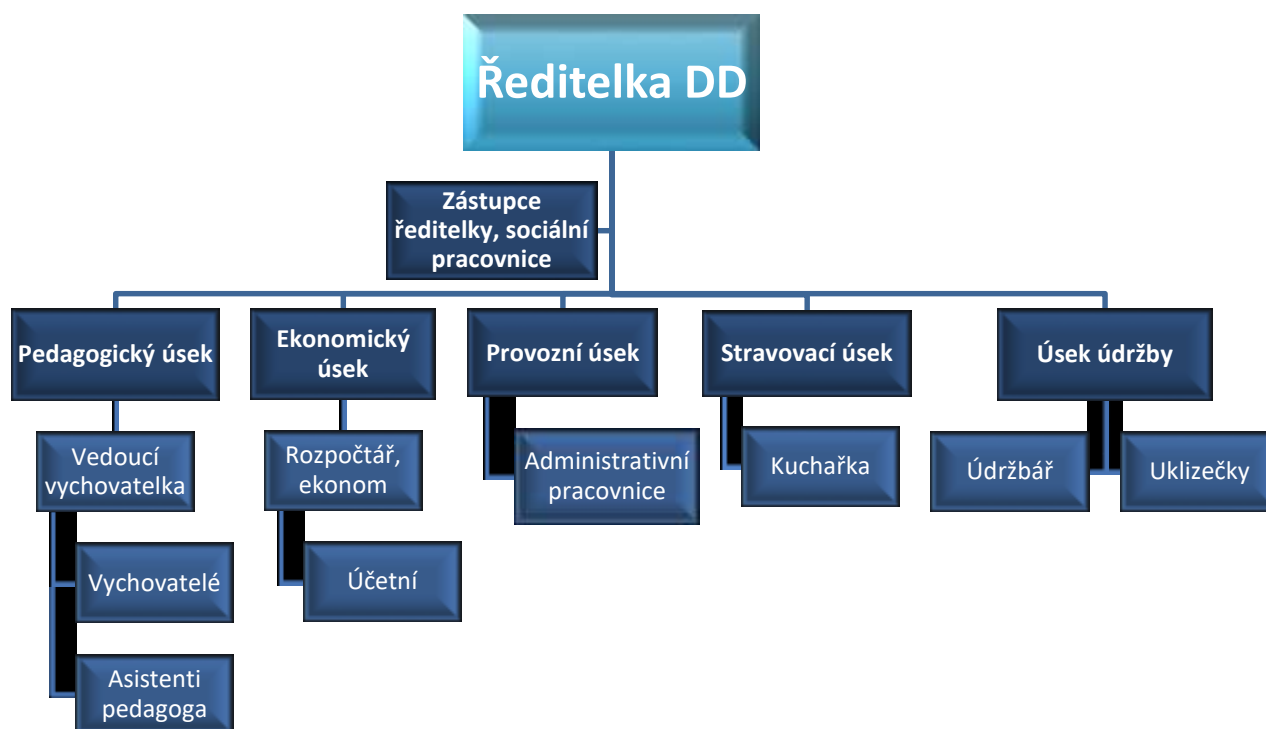 Ředitelka DD
Zástupce
ředitelky, sociální
pracovnice
Pedagogický úsek
Ekonomický
úsek
Provozní úsek
Stravovací úsek
Úsek údržby
Vedoucí
vychovatelka
Rozpočtář,
ekonom
Administrativní
pracovnice
Kuchařka
Údržbář
Uklizečky
Vychovatelé
Účetní
Asistenti
pedagoga